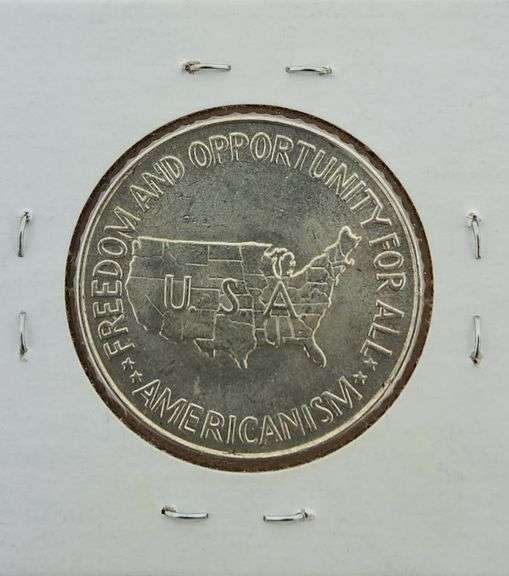 FREEDOM AND OPPORTUNITY FOR ALL
U.S.A
AMERICANISM